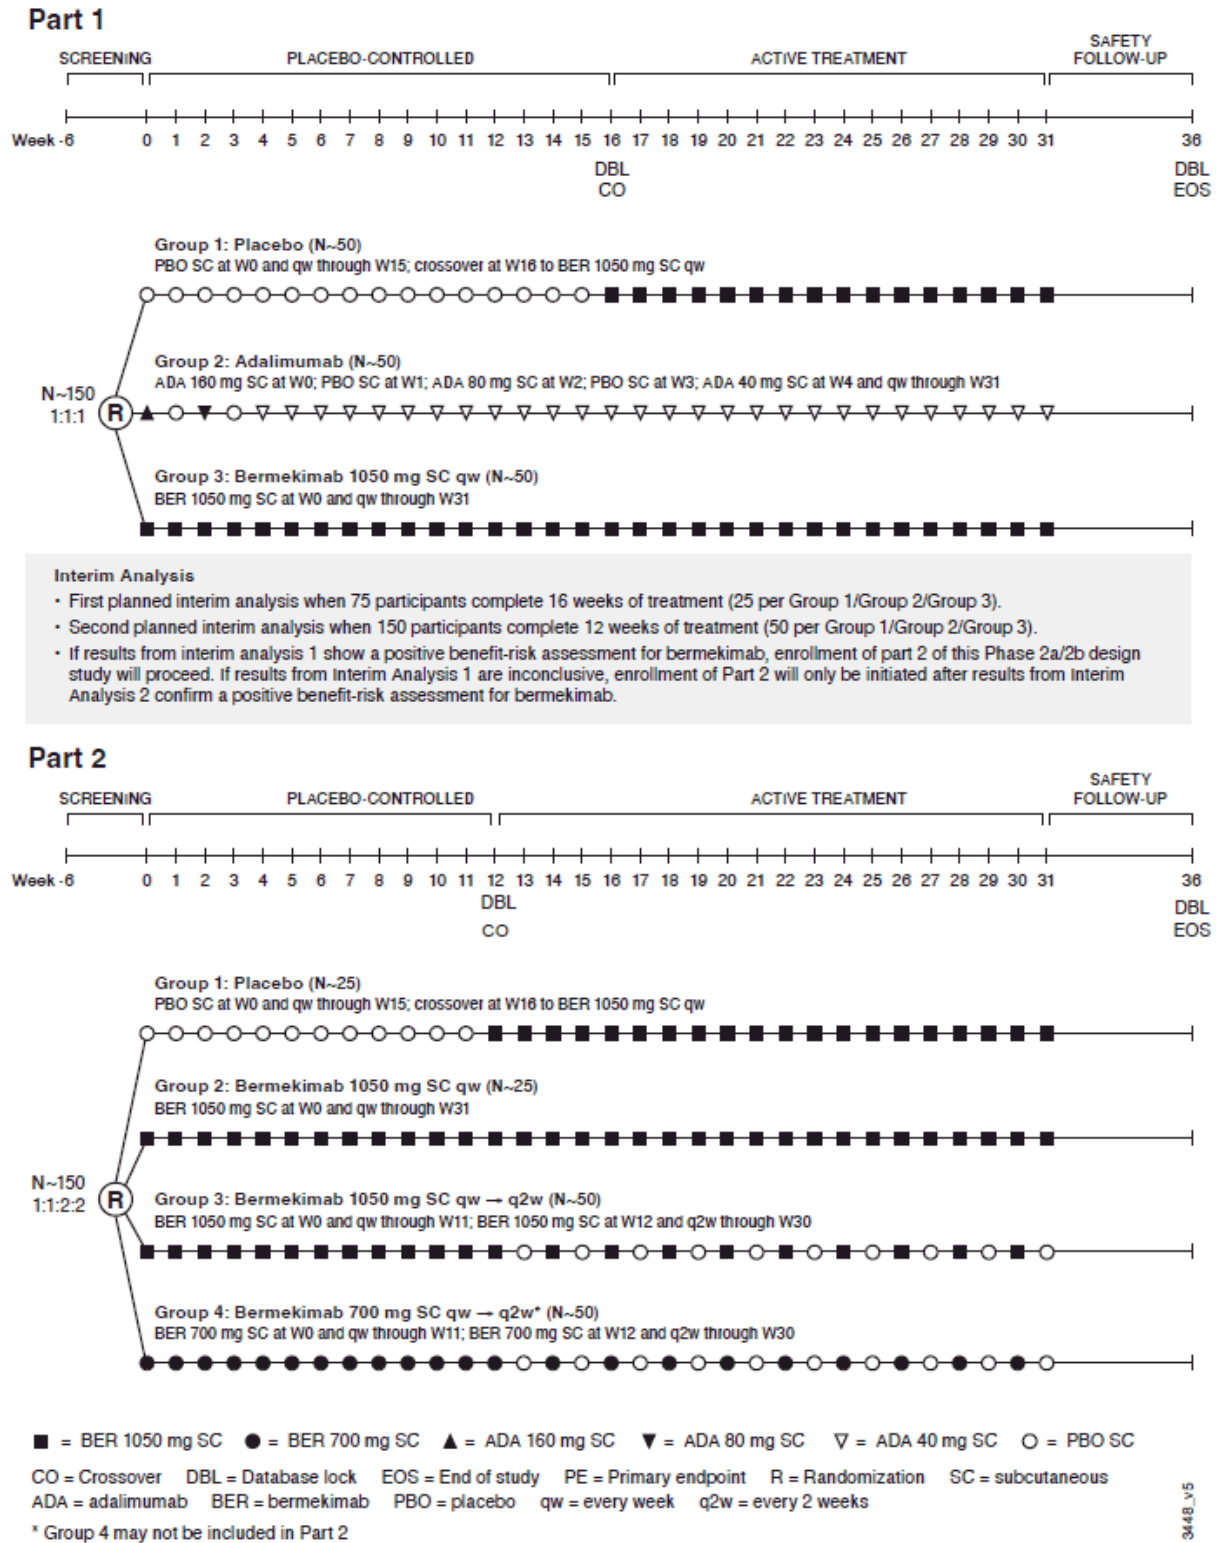 Part 1
SCREENING PLACEBO-CONTROLLED ACTIVE TREATMENT SAFETY FOLLOW-UP
Week -6 0 1 2 3 4 5 6 7 8 9 10 11 12 13 14 15 16 17 18 19 20 21 22 23 24 25 26 27 28 29 30 31 36
DBL DBL
CO EOS
Group 1: Placebo (N~50)
PBO SC at W0 and qw through W15; crossover at W16 to BER 1050 mg SC qw
Group 2: Adalimumab (N~50)
ADA 160 mg SC at W0; PBO SC at W1; ADA 80 mg SC at W2; PBO SC at W3; ADA 40 mg SC at W4 and qw through W31
N~150
1:1:1
R
Group 3: Bermekimab 1050 mg SC qw (N~50)
BER 1050 mg SC at W0 and qw through W31
Interim Analysis
• First planned interim analysis when 75 participants complete 16 weeks of treatment (25 per Group 1/Group 2/Group 3).
• Second planned interim analysis when 150 participants complete 12 weeks of treatment (50 per Group 1/Group 2/Group 3).
• If results from interim analysis 1 show a positive benefit-risk assessment for bermekimab, enrollment of part 2 of this Phase 2a/2b design
study will proceed. If results from Interim Analysis 1 are inconclusive, enrollment of Part 2 will only be initiated after results from Interim
Analysis 2 confirm a positive benefit-risk assessment for bermekimab.
Part 2
SCREENING PLACEBO-CONTROLLED ACTIVE TREATMENT SAFETY FOLLOW-UP
Week -6 0 1 2 3 4 5 6 7 8 9 10 11 12 13 14 15 16 17 18 19 20 21 22 23 24 25 26 27 28 29 30 31 36
DBL DBL
CO EOS
Group 1: Placebo (N~25)
PBO SC at W0 and qw through W15; crossover at W16 to BER 1050 mg SC qw
Group 2: Bermekimab 1050 mg SC qw (N~25)
BER 1050 mg SC at W0 and qw through W31
N~150
1:1:2:2
R
Group 3: Bermekimab 1050 mg SC qw → q2w (N~50)
BER 1050 mg SC at W0 and qw through W11; BER 1050 mg SC at W12 and q2w through W30
Group 4: Bermekimab 700 mg SC qw → q2w* (N~50)
BER 700 mg SC at W0 and qw through W11; BER 700 mg SC at W12 and q2w through W30
■ = BER 1050 mg SC ● = BER 700 mg SC ▲ = ADA 160 mg SC ▼ = ADA 80 mg SC ▽ = ADA 40 mg SC ○ = PBO SC
CO = Crossover DBL = Database lock EOS = End of study PE = Primary endpoint R = Randomization SC = subcutaneous
ADA = adalimumab BER = bermekimab PBO = placebo qw = every week q2w = every 2 weeks
* Group 4 may not be included in Part 2
3448_v5